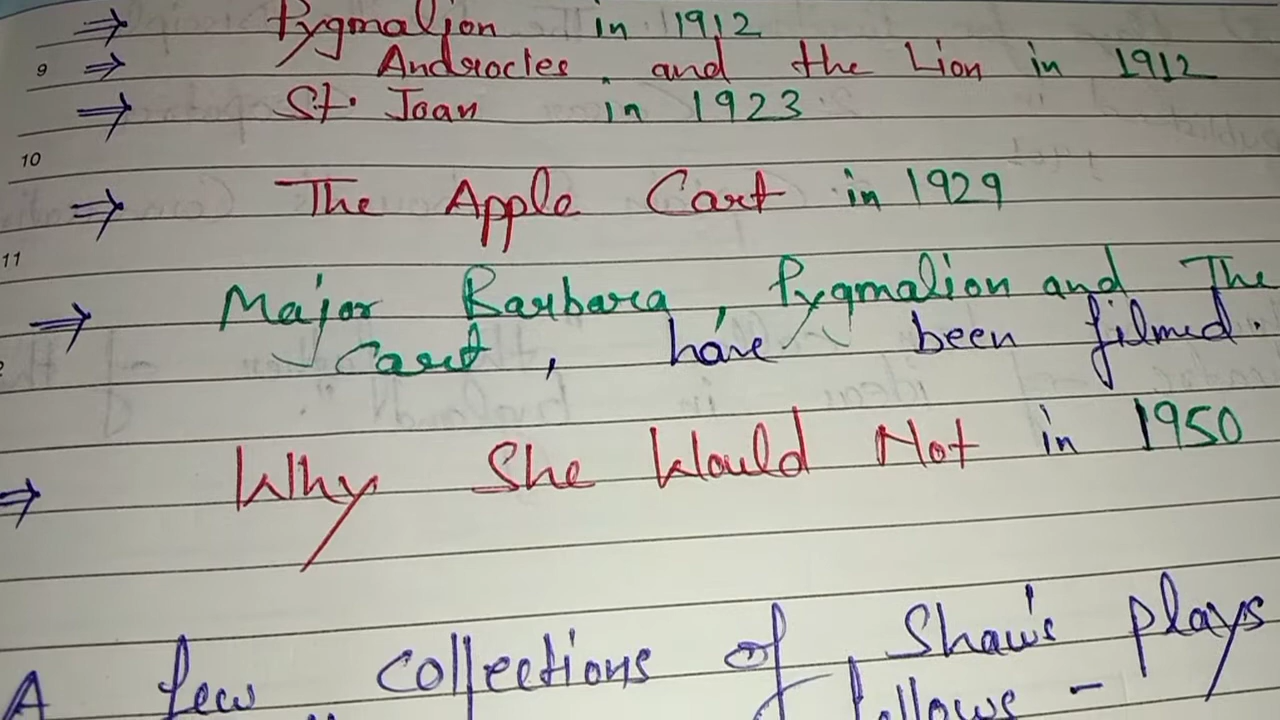 ⇒ Pygmalion in 1912
9 ⇒ Androcles and the Lion in 1912
⇒ St. Joan in 1923
10
⇒ The Apple Cart in 1929
11
⇒ Major Barbara, Pygmalion and The
Cart, have been filmed.
⇒ Why She Would Not in 1950
A few collections of Shaw's plays
follows -